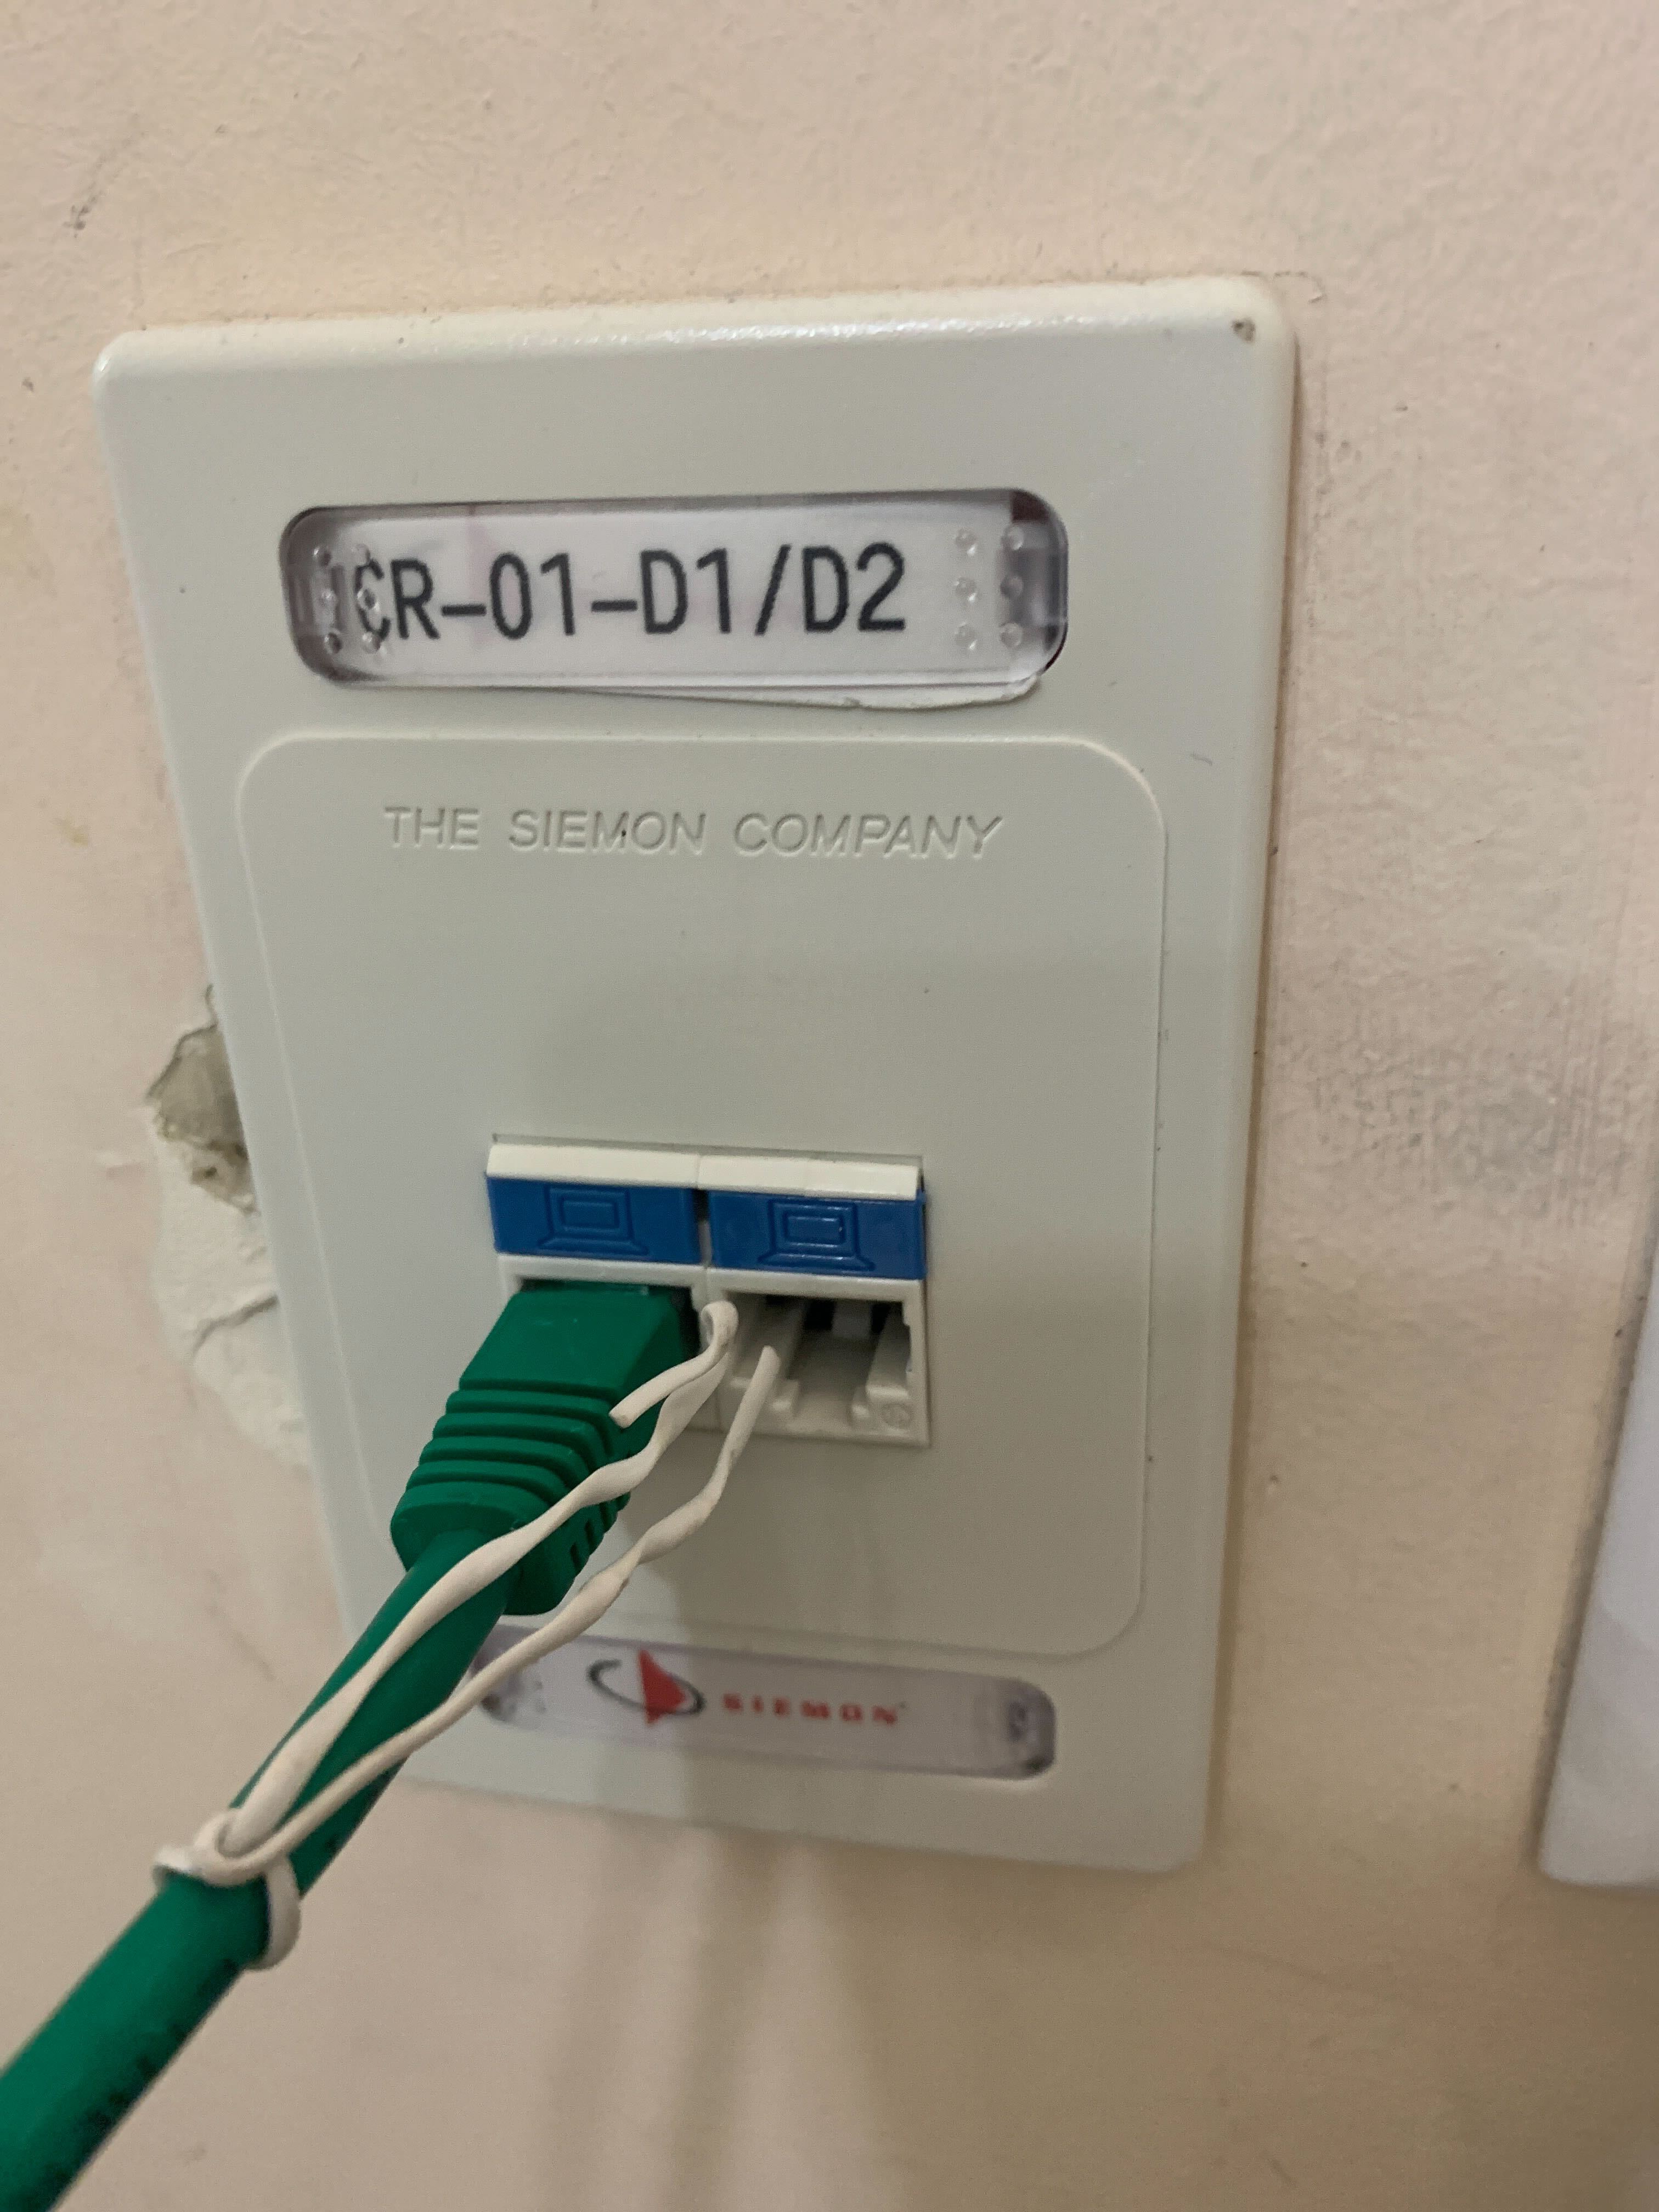 CR-01-D1/D2
THE SIEMON COMPANY
SIEMON